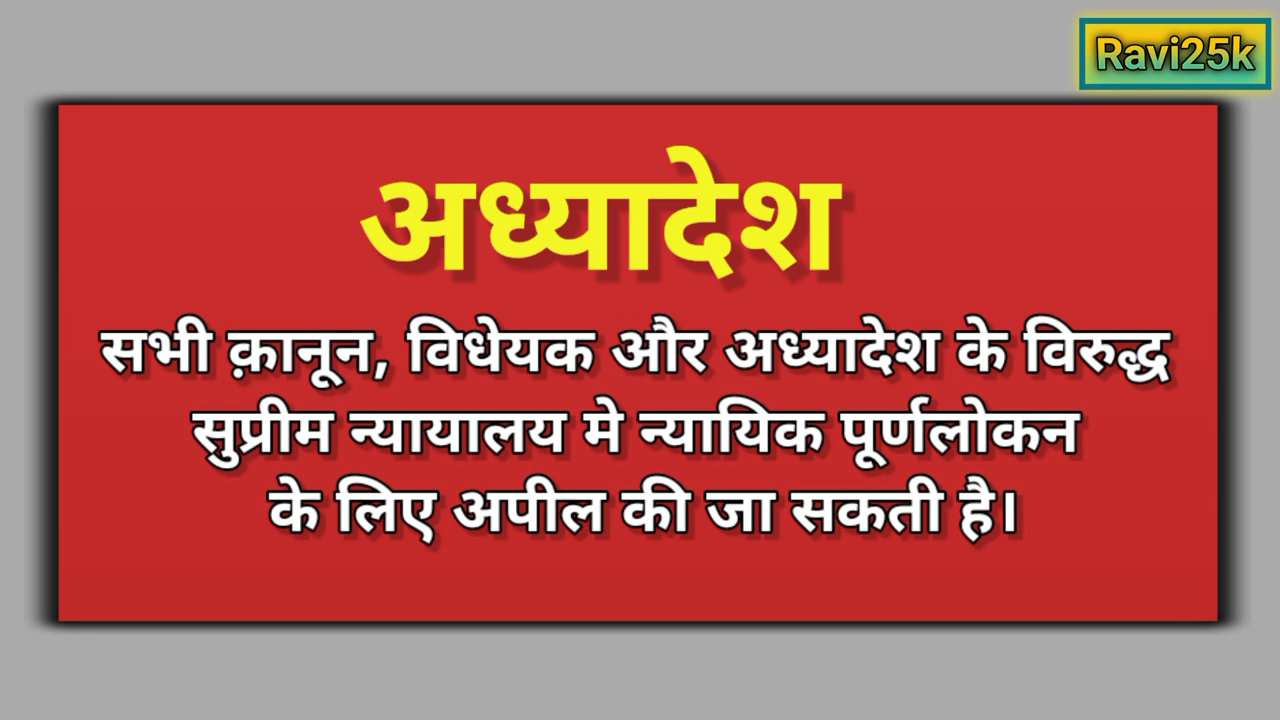 Ravi25k
अध्यादेश
सभी क़ानून, विधेयक और अध्यादेश के विरुद्ध
सुप्रीम न्यायालय मे न्यायिक पूर्णलोकन
के लिए अपील की जा सकती है।